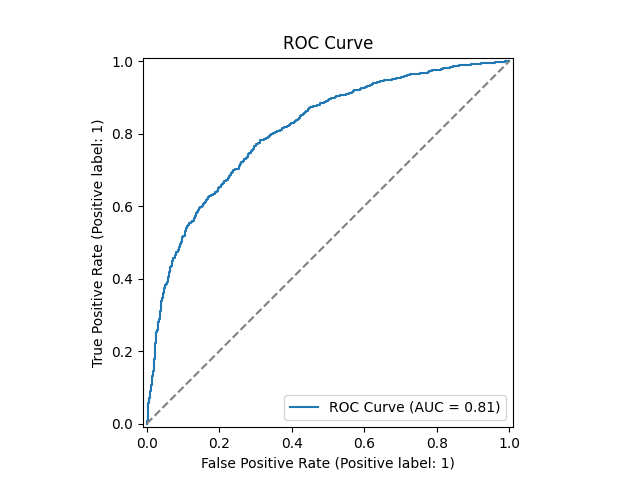 ROC Curve
1.0
0.8
0.6
0.4
0.2
0.0
True Positive Rate (Positive label: 1)
ROC Curve (AUC = 0.81)
0.0 0.2 0.4 0.6 0.8 1.0
False Positive Rate (Positive label: 1)